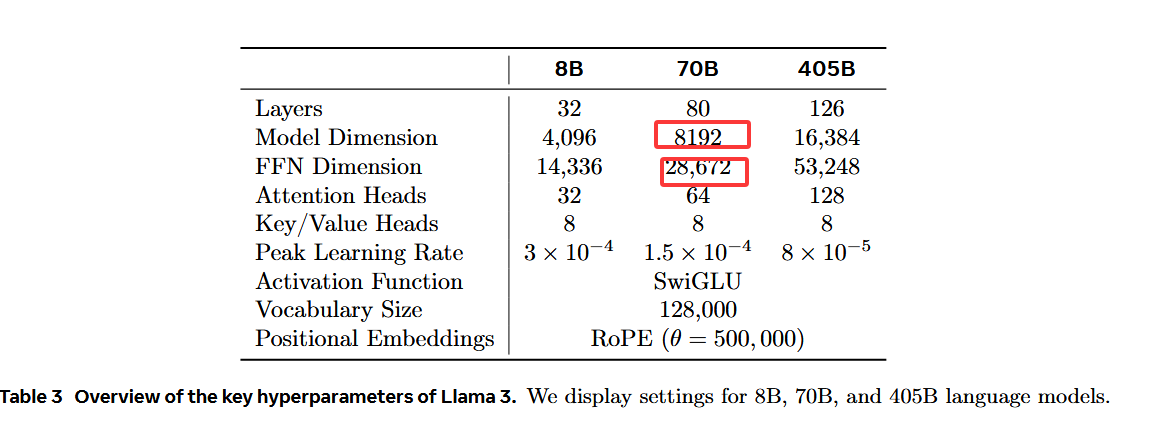 8B 70B 405B
Layers 32 80 126
Model Dimension 4,096 8192 16,384
FFN Dimension 14,336 28,672 53,248
Attention Heads 32 64 128
Key/Value Heads 8 8 8
Peak Learning Rate 3 × 10⁻⁴ 1.5 × 10⁻⁴ 8 × 10⁻⁵
Activation Function SwiGLU
Vocabulary Size 128,000
Positional Embeddings RoPE (θ = 500, 000)
Table 3 Overview of the key hyperparameters of Llama 3. We display settings for 8B, 70B, and 405B language models.